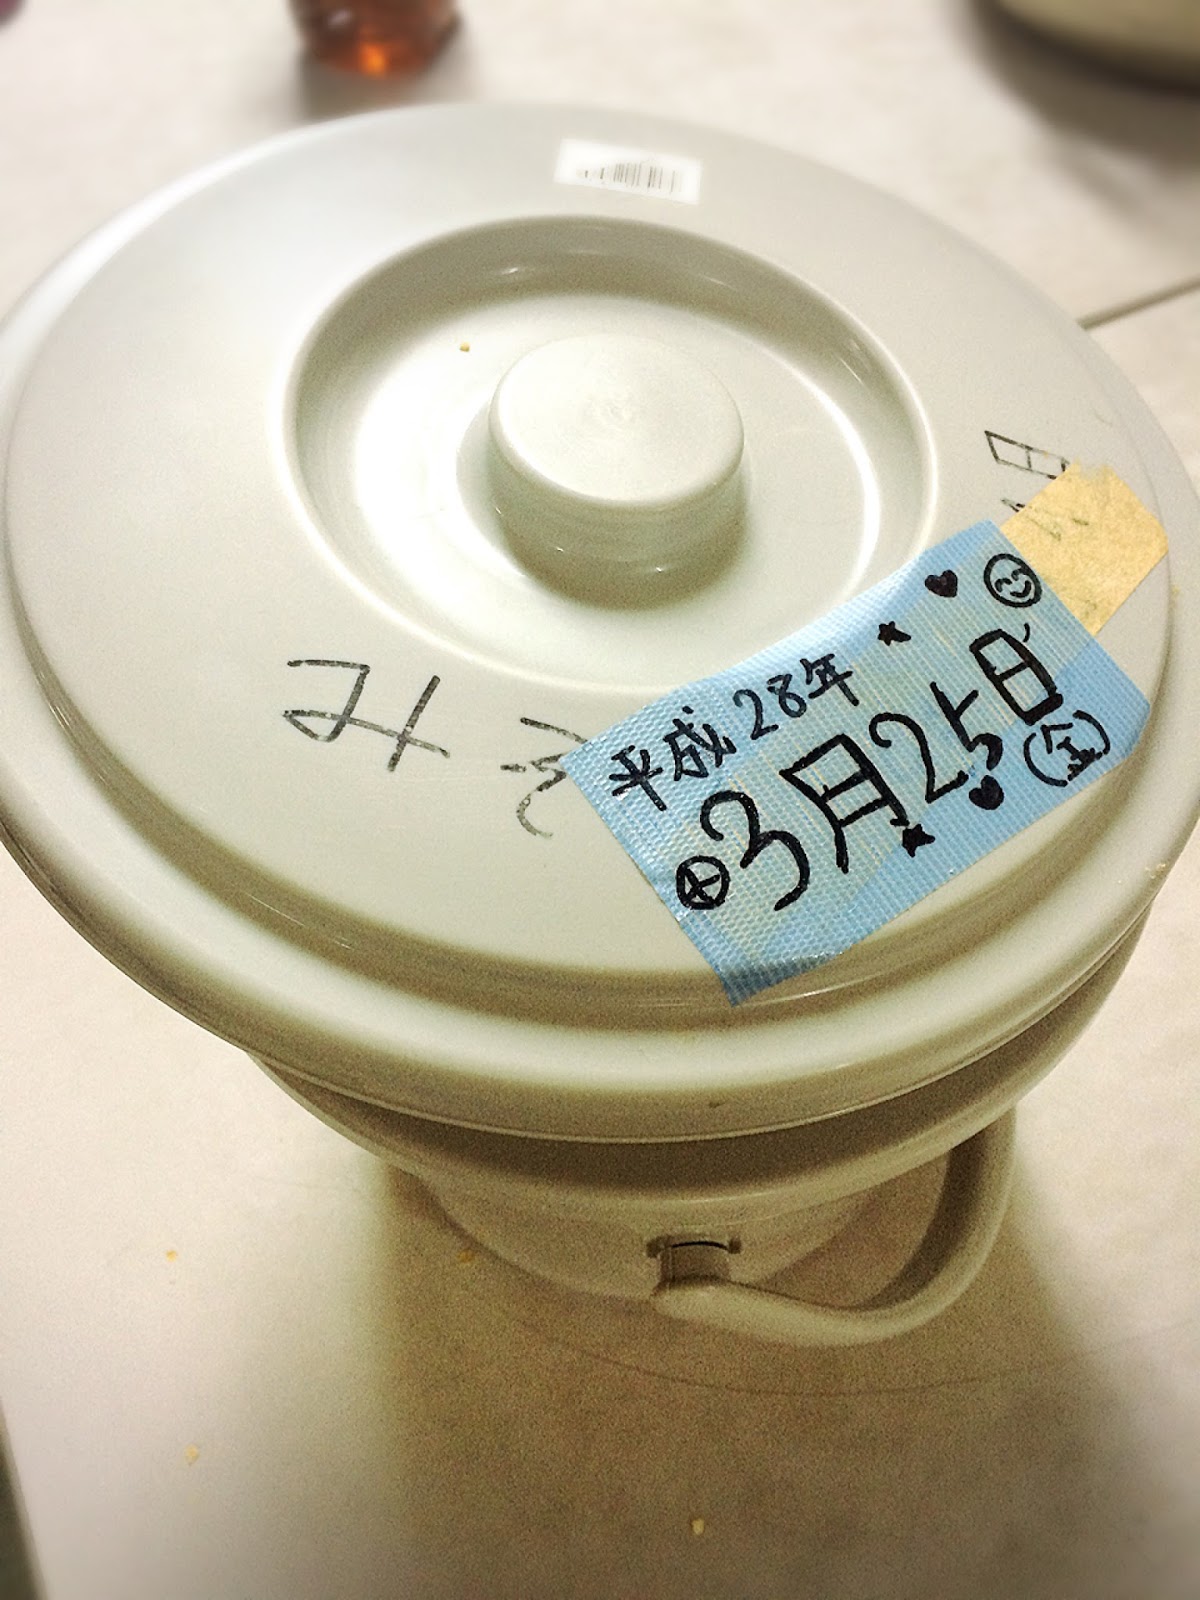 みそ
平成28年
3月25日
(金)